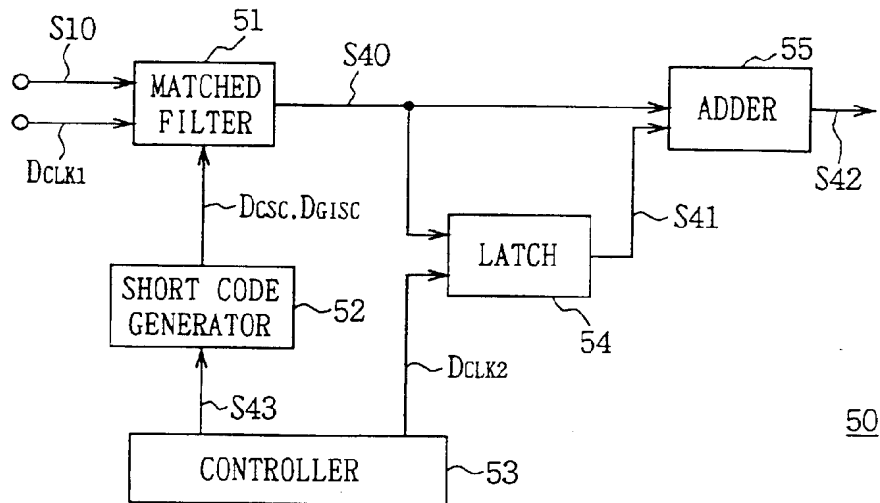 S10
51
S40
55
MATCHED
FILTER
ADDER
DCLK1
S42
DCSC.DGISC
S41
LATCH
SHORT CODE
GENERATOR
52
54
DCLK2
S43
50
CONTROLLER
53